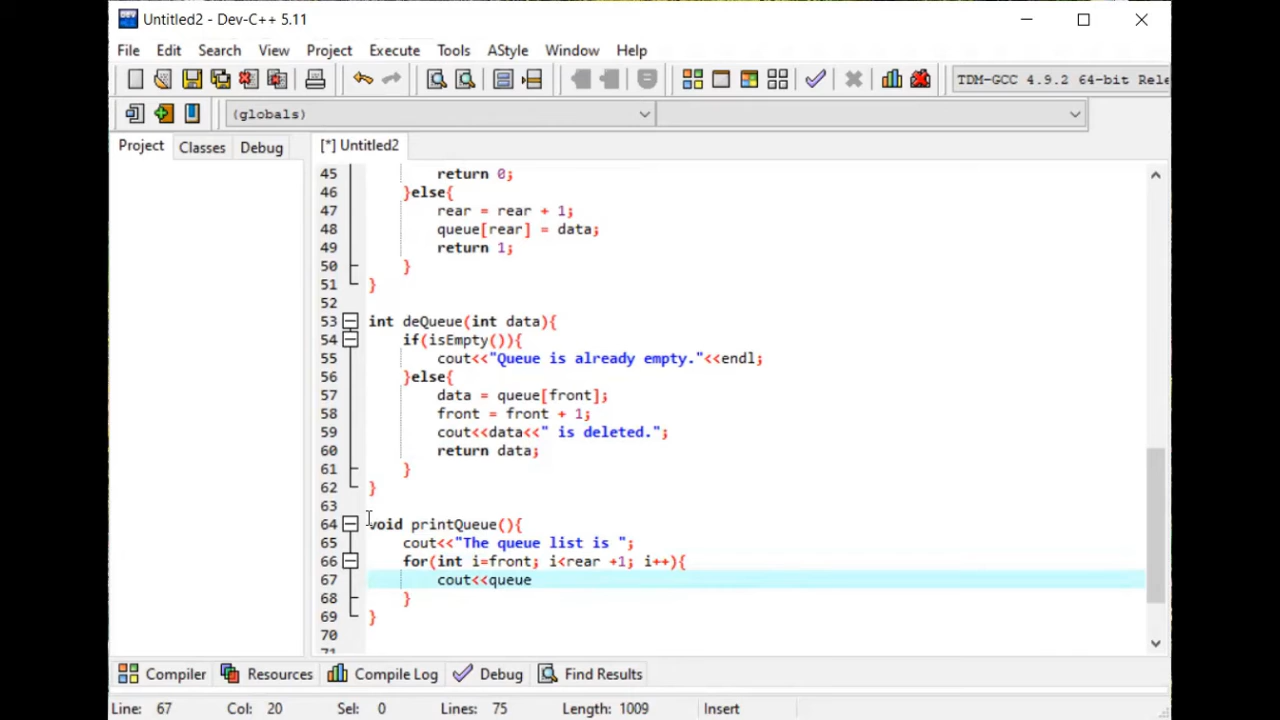 Untitled2 - Dev-C++ 5.11
File Edit Search View Project Execute Tools AStyle Window Help
TDM-GCC 4.9.2 64-bit Rele
(globals)
Project Classes Debug [*] Untitled2
45 return 0;
46 }else{
47 rear = rear + 1;
48 queue[rear] = data;
49 return 1;
50 }
51 }
52
53 int deQueue(int data){
54 if(isEmpty()){
55 cout<<"Queue is already empty."<<endl;
56 }else{
57 data = queue[front];
58 front = front + 1;
59 cout<<data<<" is deleted.";
60 return data;
61 }
62 }
63
64 void printQueue(){
65 cout<<"The queue list is ";
66 for(int i=front; i<rear +1; i++){
67 cout<<queue
68 }
69 }
70
71
Compiler Resources Compile Log Debug Find Results
Line: 67 Col: 20 Sel: 0 Lines: 75 Length: 1009 Insert